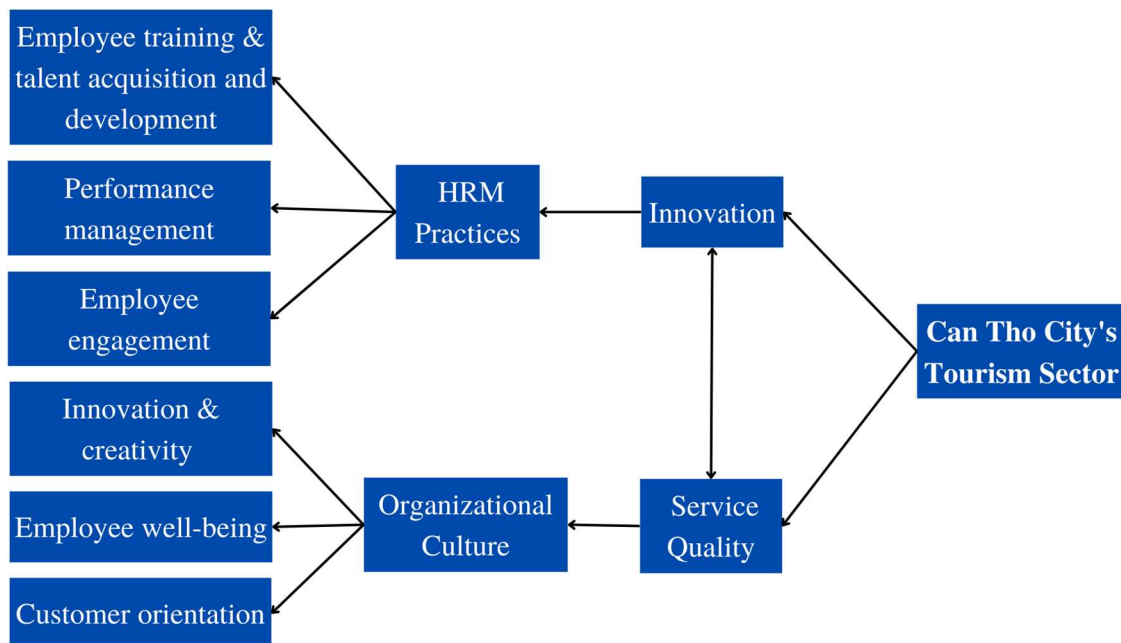 Employee training &
talent acquisition and
development
Performance
management
Employee
engagement
Innovation &
creativity
Employee well-being
Customer orientation
HRM
Practices
Organizational
Culture
Innovation
Service
Quality
Can Tho City's
Tourism Sector